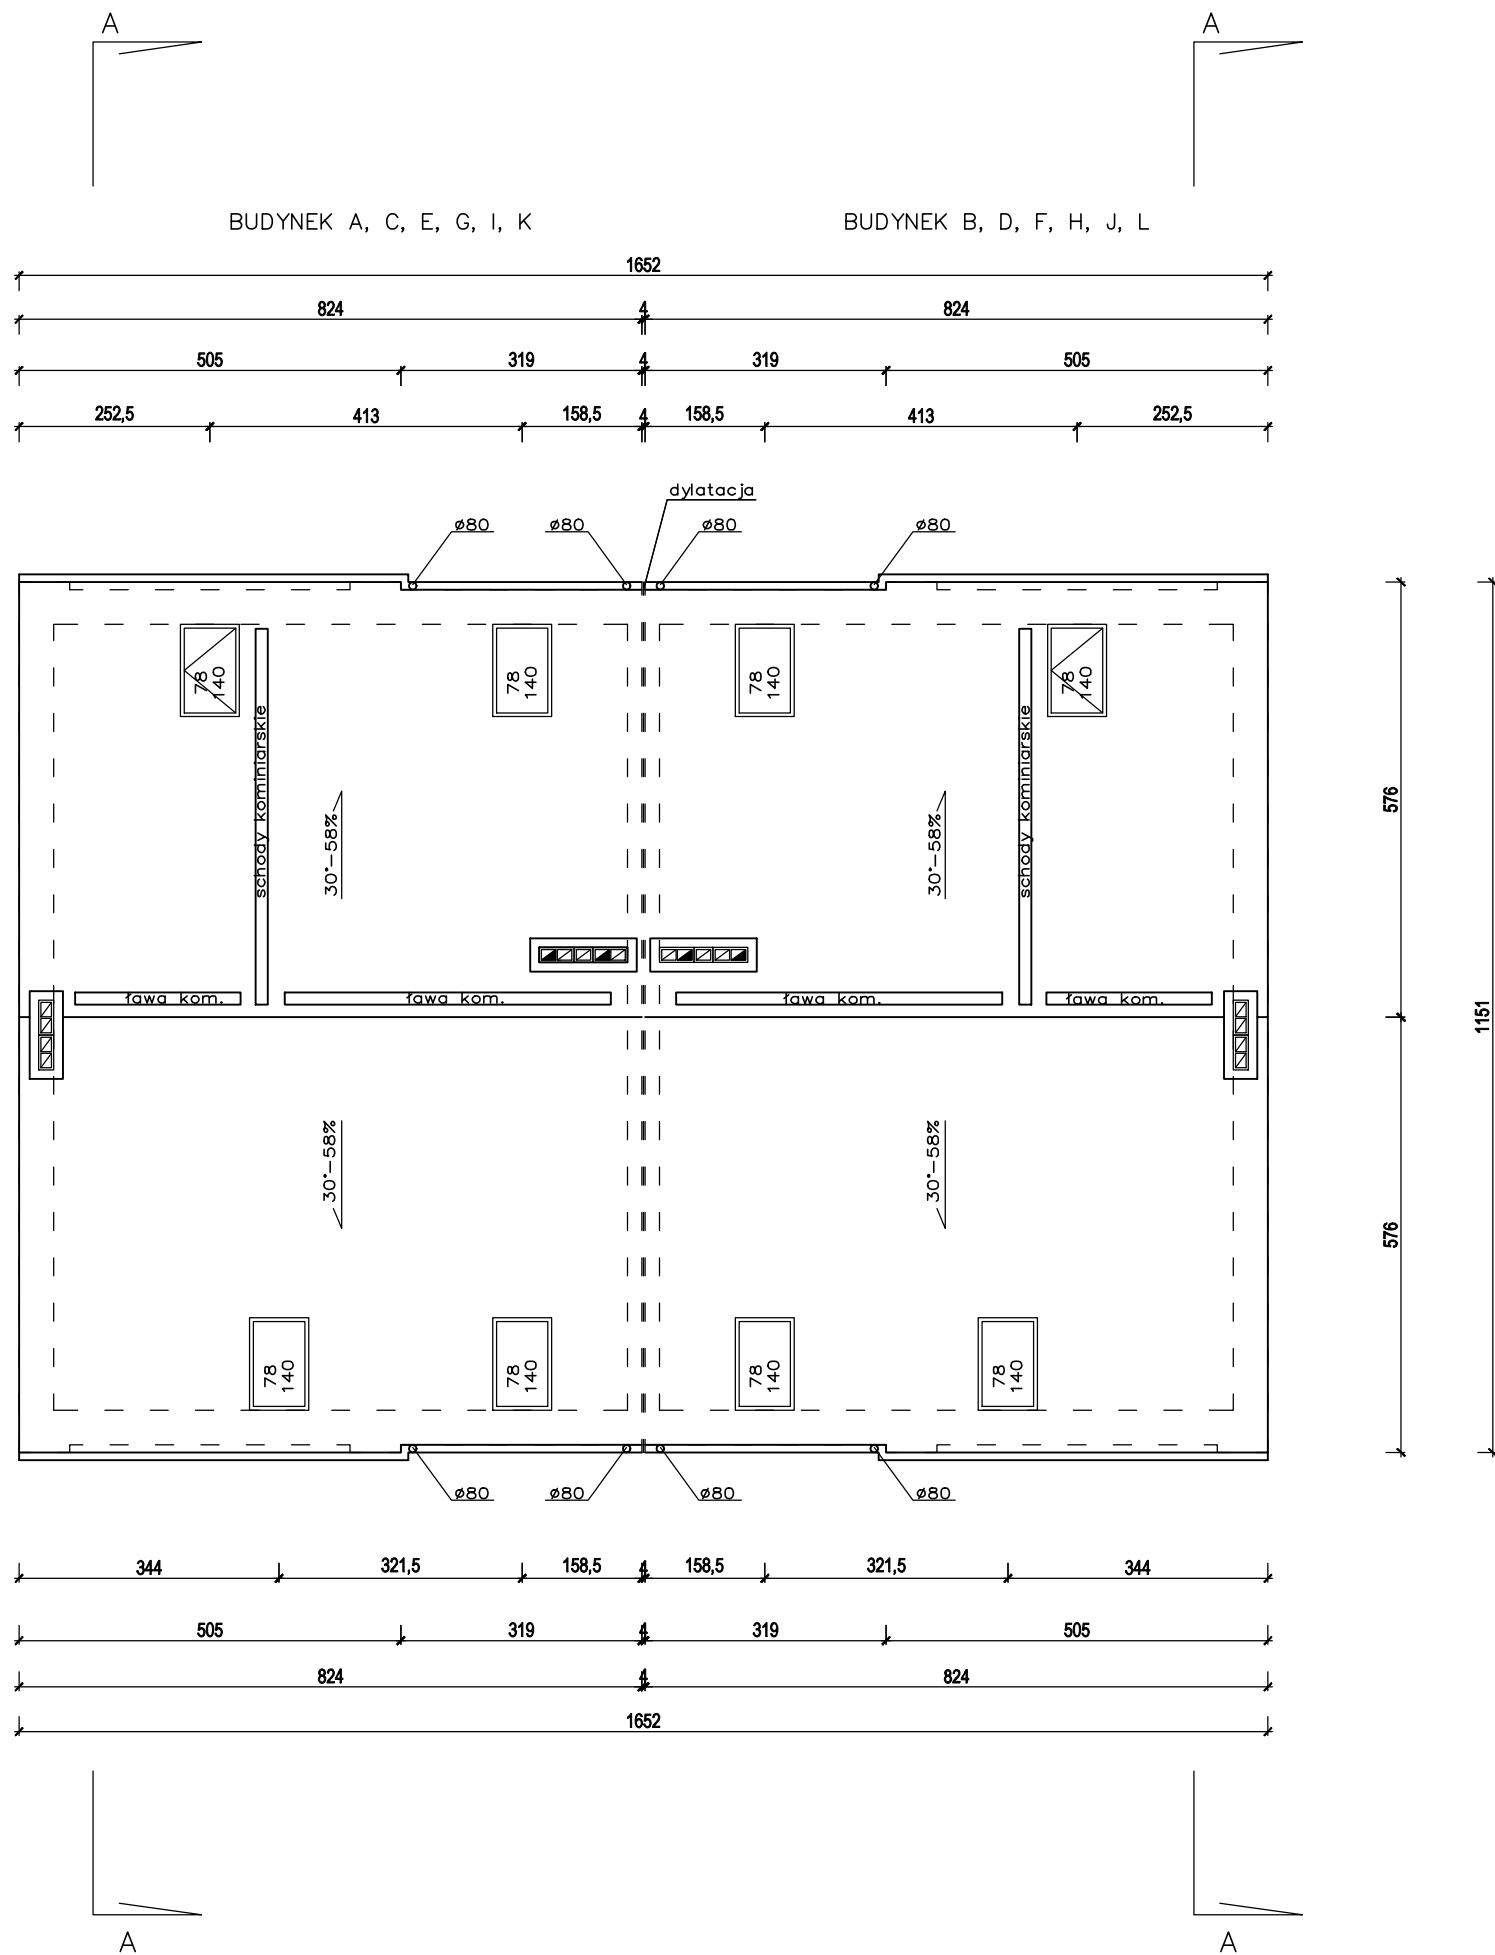 A A
BUDYNEK A, C, E, G, I, K BUDYNEK B, D, F, H, J, L
1652
824 4 824
505 319 4 319 505
252,5 413 158,5 4 158,5 413 252,5
dylatacja
ø80 ø80 ø80 ø80
78 78 78 78
140 140 140 140
schody kominiarskie schody kominiarskie
576
30°-58% 30°-58%
ława kom. ława kom. ława kom. ława kom.
1151
30°-58% 30°-58%
576
78 78 78 78
140 140 140 140
ø80 ø80 ø80 ø80
344 321,5 158,5 4 158,5 321,5 344
505 319 4 319 505
824 4 824
1652
A A